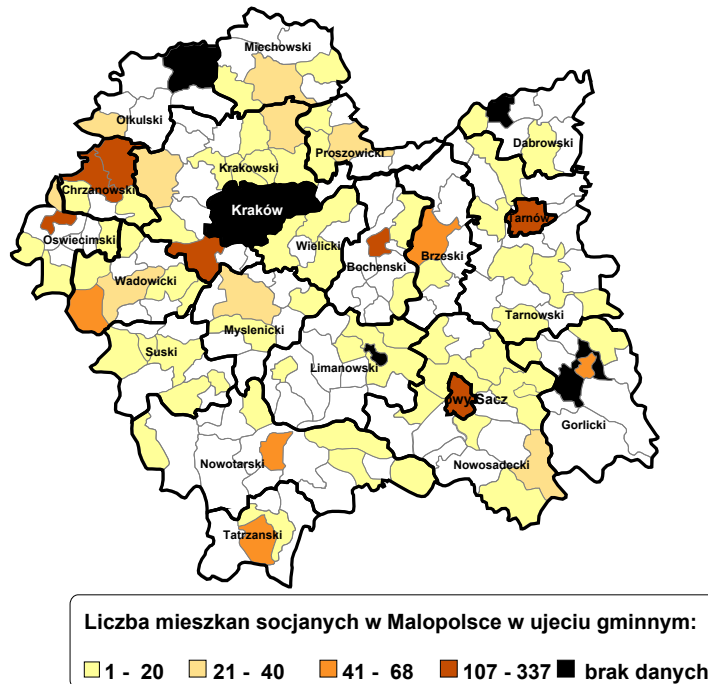 Miechowski
Olkulski
Dabrowski
Proszowicki
Krakowski
Chrzanowski
Kraków
Tarnów
Oswiecimski
Wielicki
Brzeski
Bochenski
Wadowicki
Tarnowski
Myslenicki
Suski
Limanowski
owy Sacz
Gorlicki
Nowotarski
Nowosadecki
Tatrzanski
Liczba mieszkan socjanych w Malopolsce w ujeciu gminnym:
1 - 20 21 - 40 41 - 68 107 - 337 brak danych